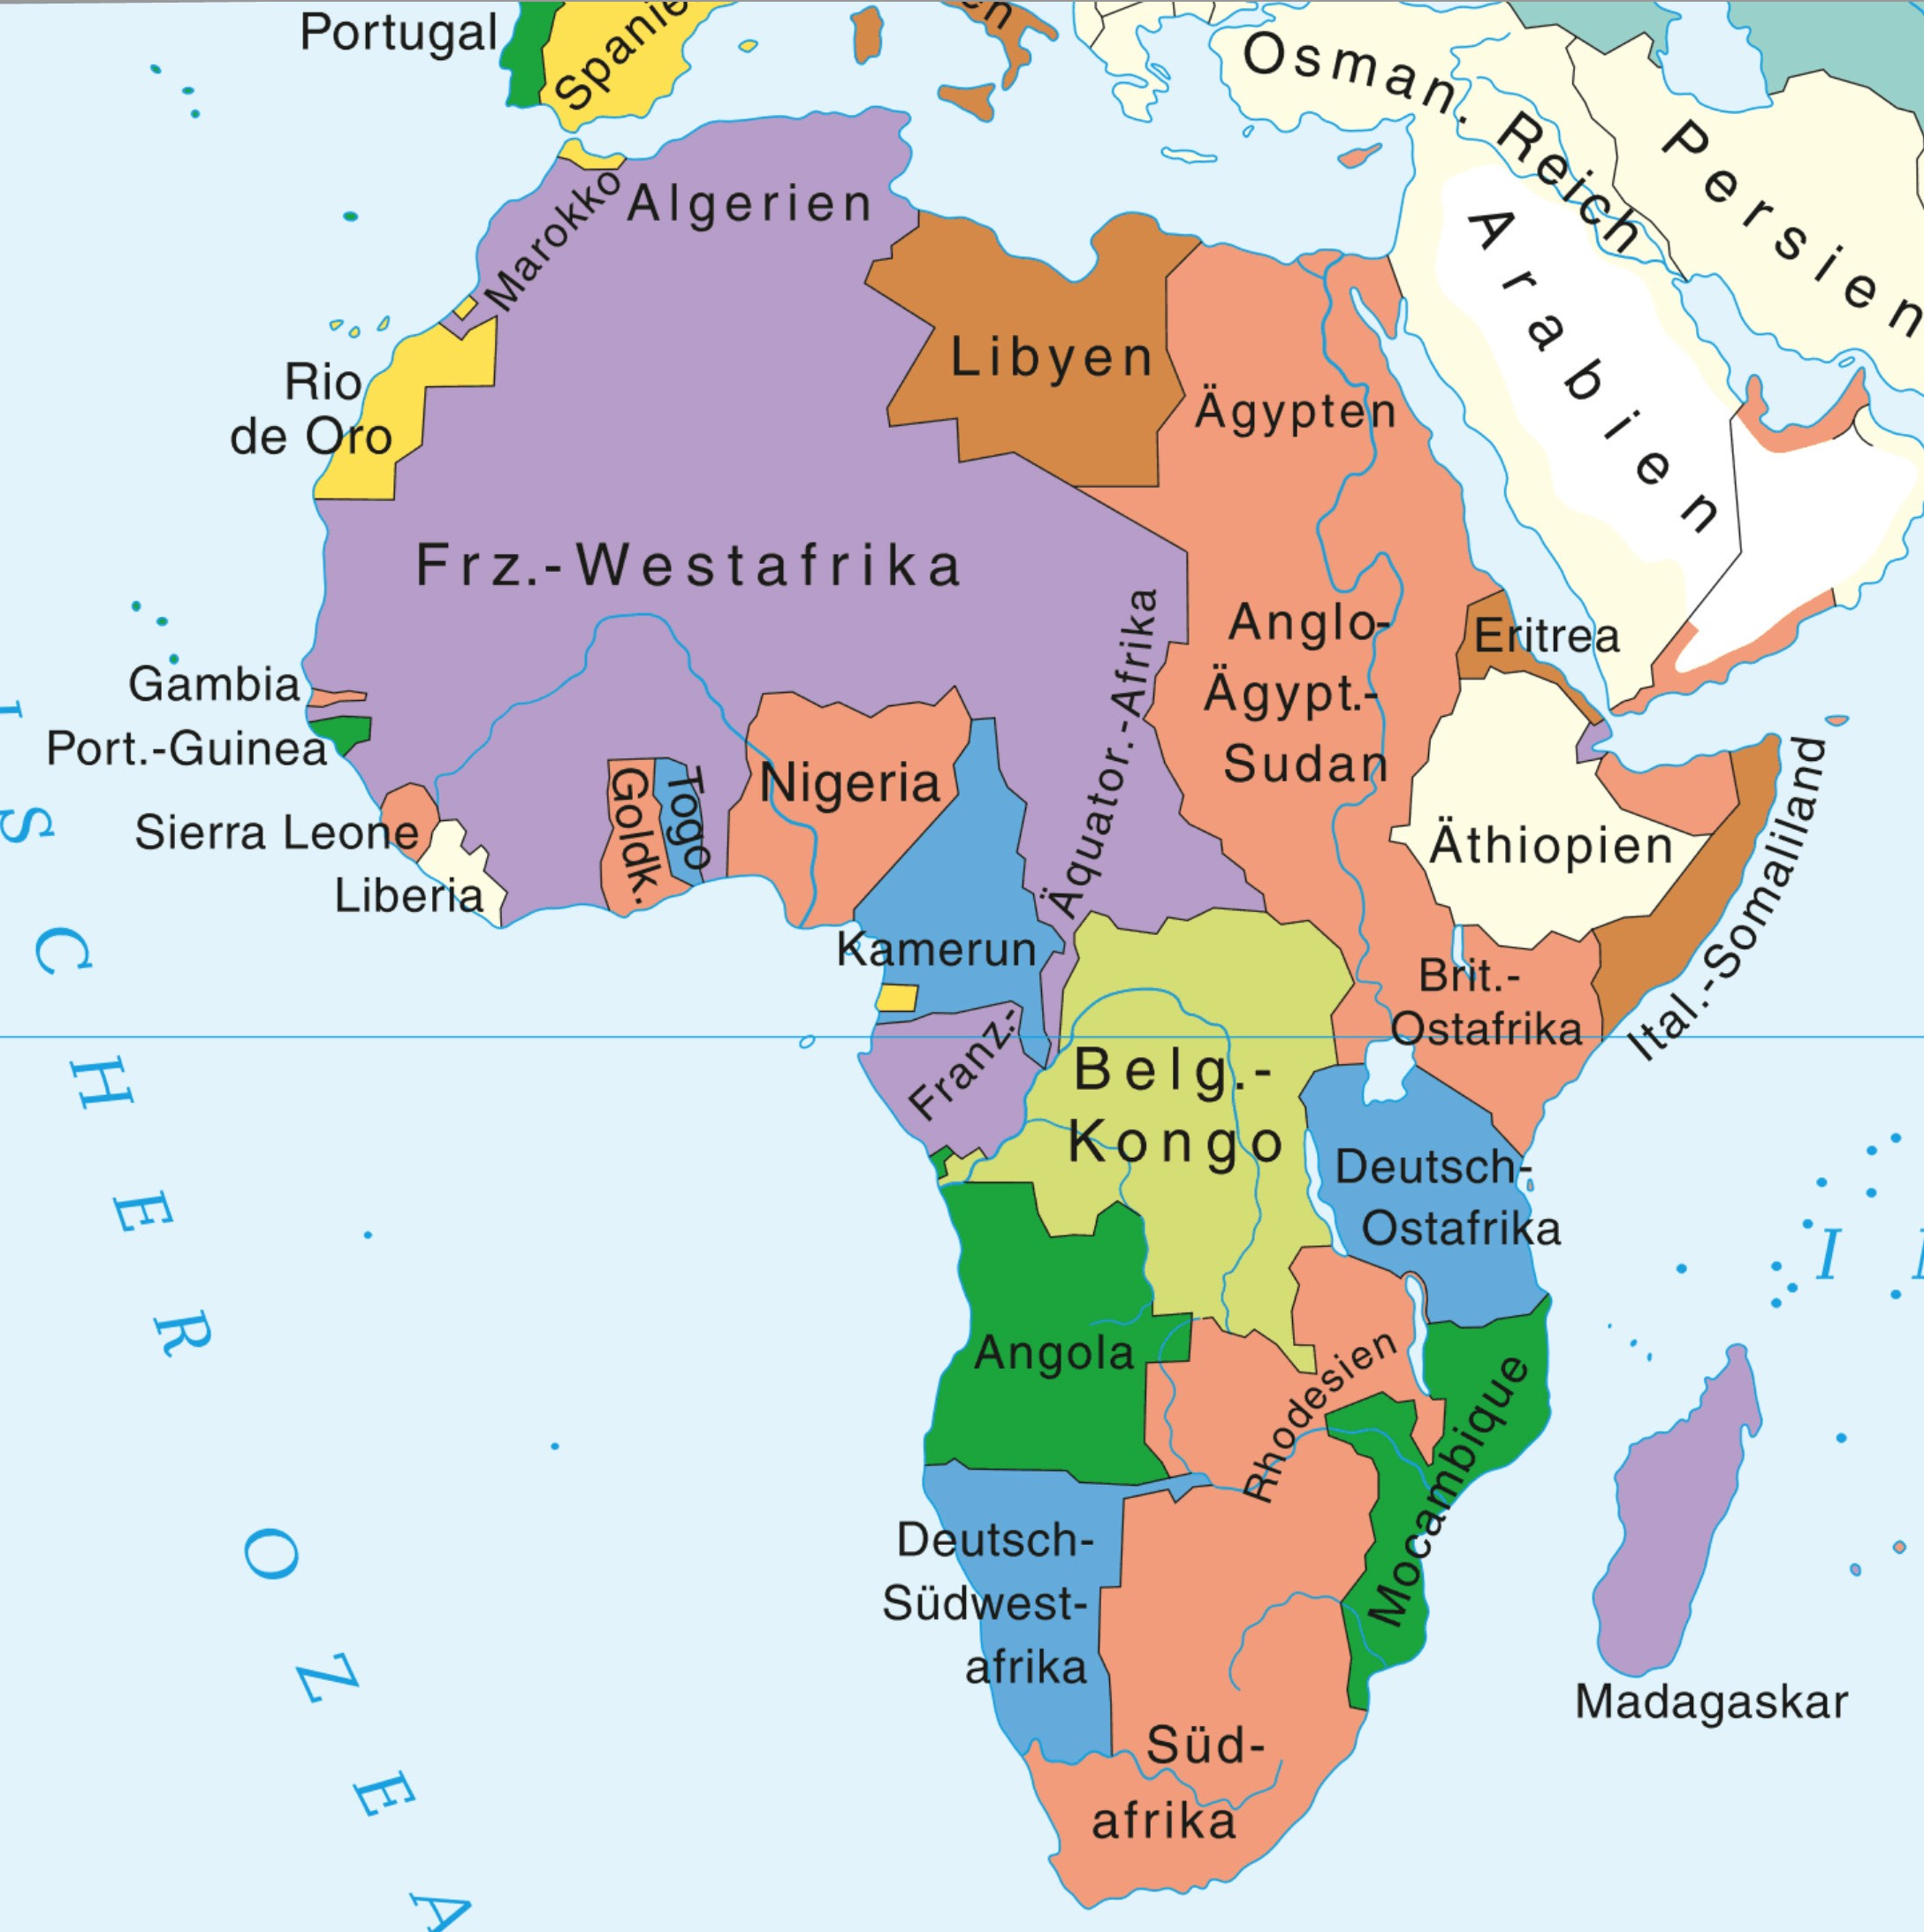 Portugal
Spanie
en
Osman. Reich
Persien
Arabien
Marokko
Algerien
Libyen
Ägypten
Rio
de Oro
Frz.-Westafrika
Äquator.-Afrika
Anglo-
Ägypt.-
Sudan
Eritrea
Gambia
Port.-Guinea
Sierra Leone
Liberia
Goldk.
Togo
Nigeria
Äthiopien
Ital.-Somaliland
Kamerun
Brit.-
Ostafrika
Franz.-
Belg.-
Kongo
Deutsch-
Ostafrika
Angola
Rhodesien
Mocambique
Deutsch-
Südwest-
afrika
Madagaskar
Süd-
afrika
ISCHER
OZEA
I